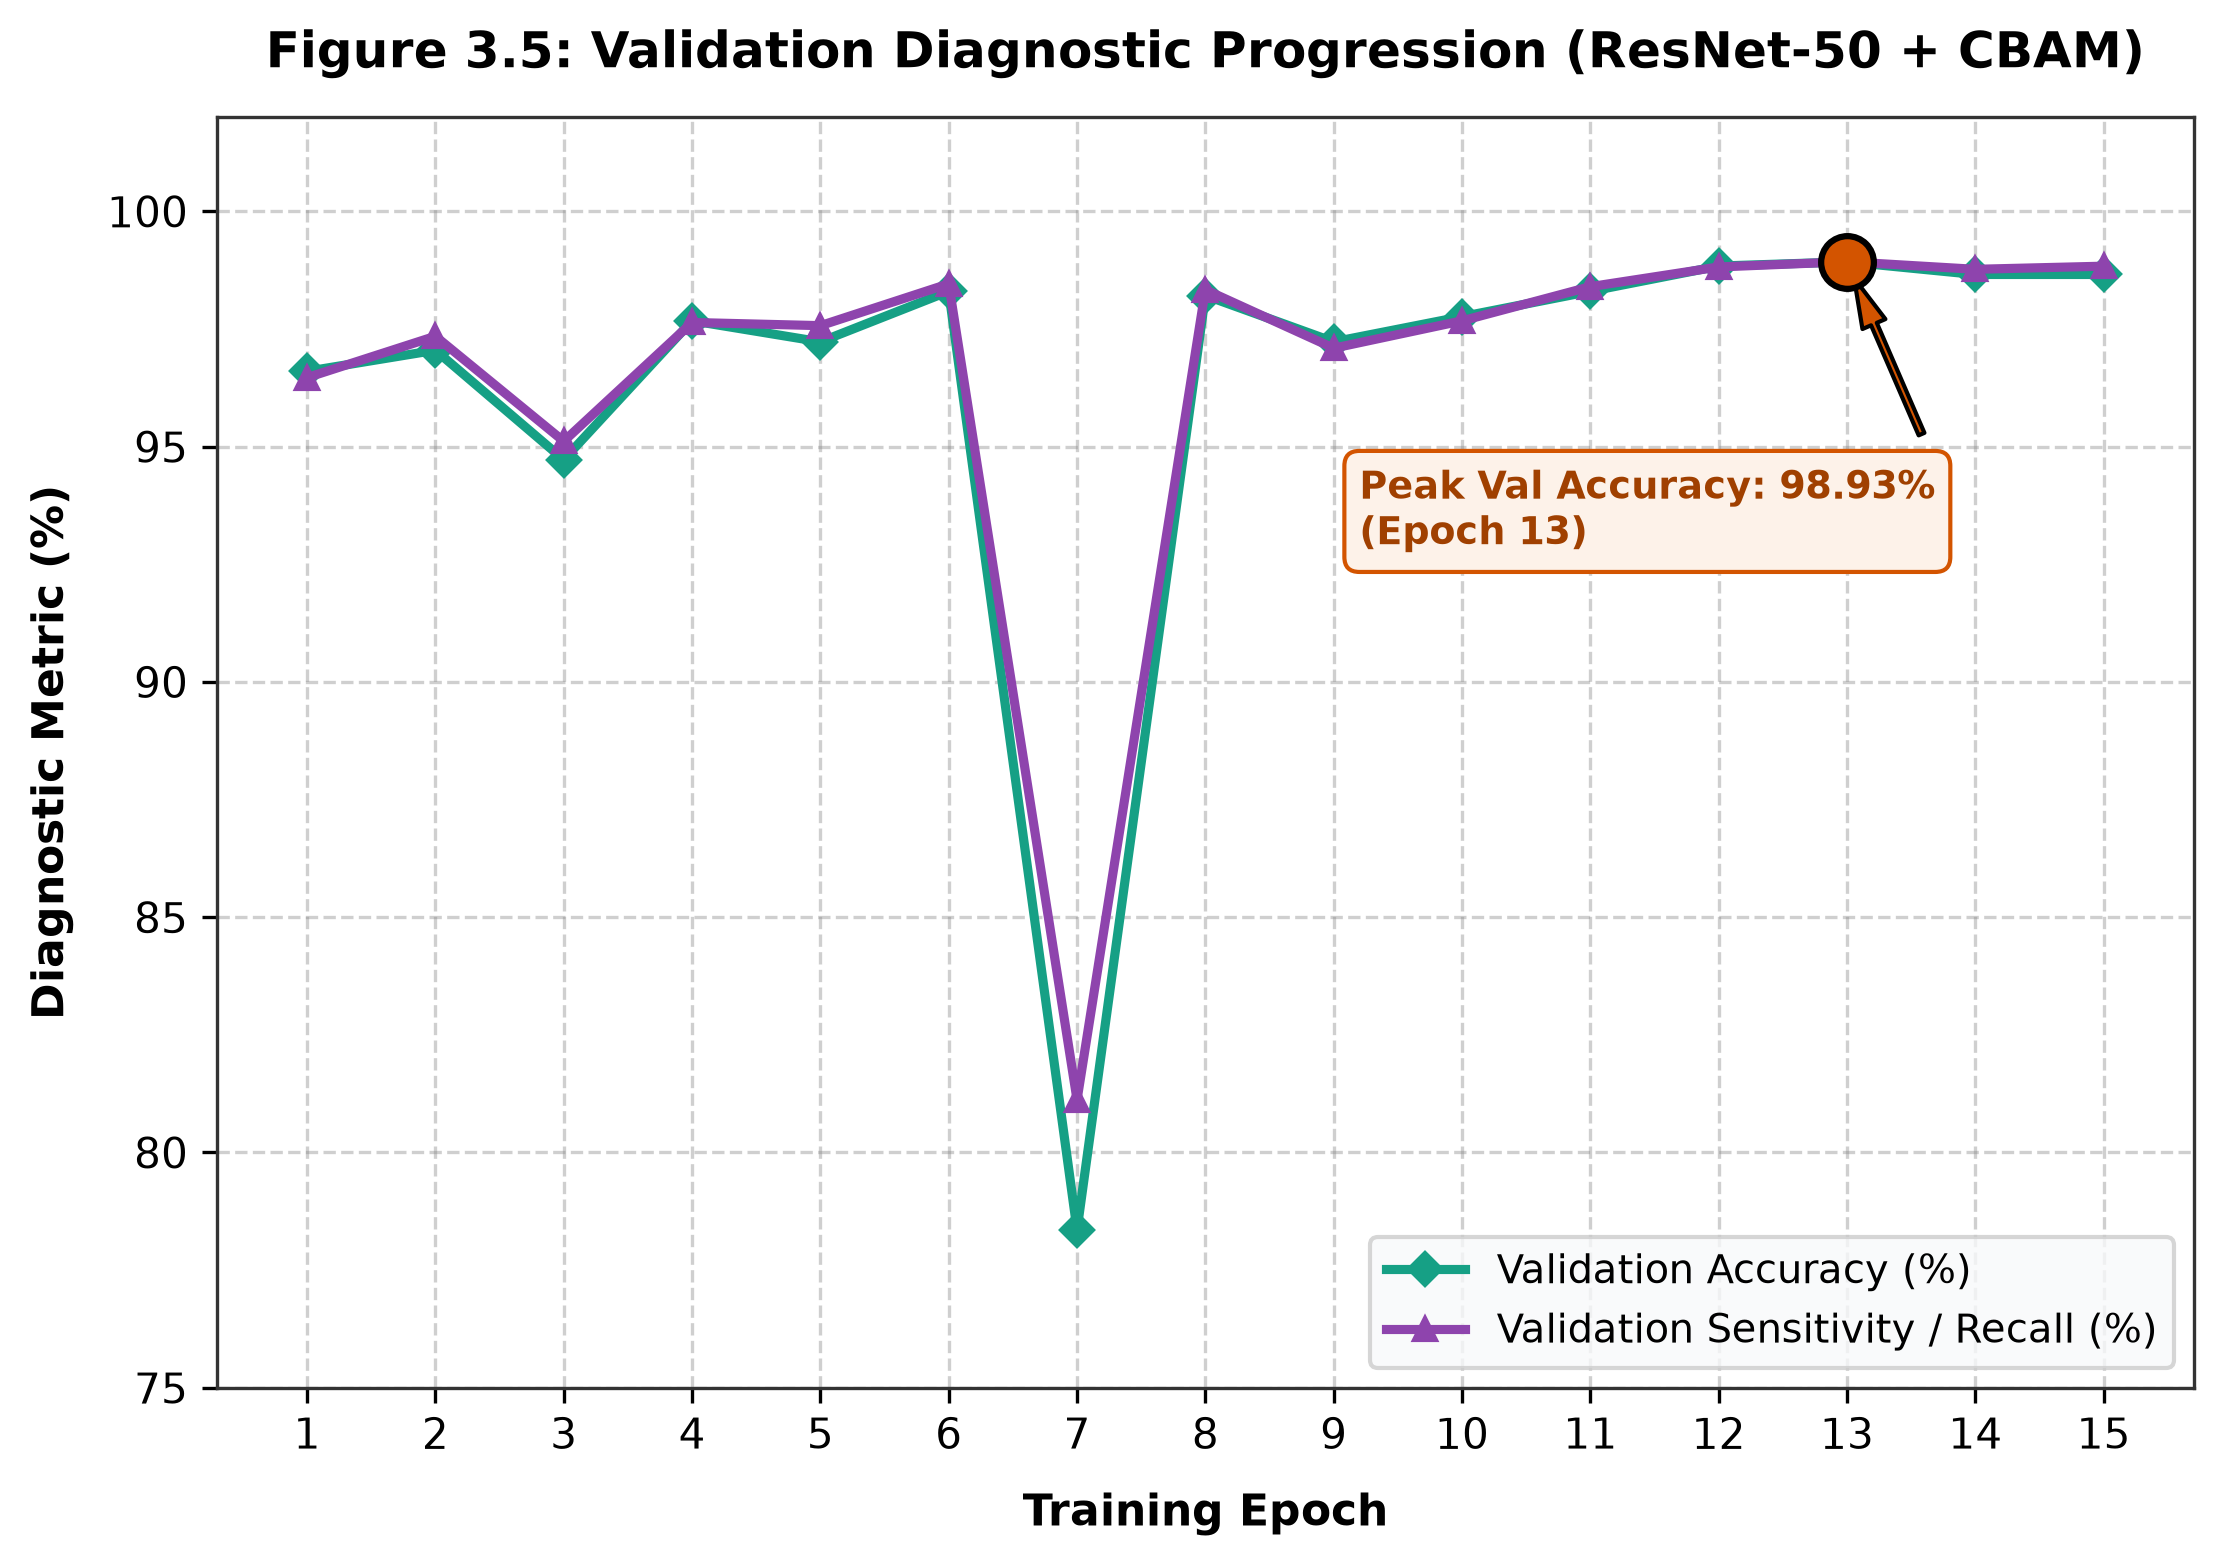 Figure 3.5: Validation Diagnostic Progression (ResNet-50 + CBAM)
Diagnostic Metric (%)
100
95
90
85
80
75
Peak Val Accuracy: 98.93%
(Epoch 13)
Validation Accuracy (%)
Validation Sensitivity / Recall (%)
1 2 3 4 5 6 7 8 9 10 11 12 13 14 15
Training Epoch